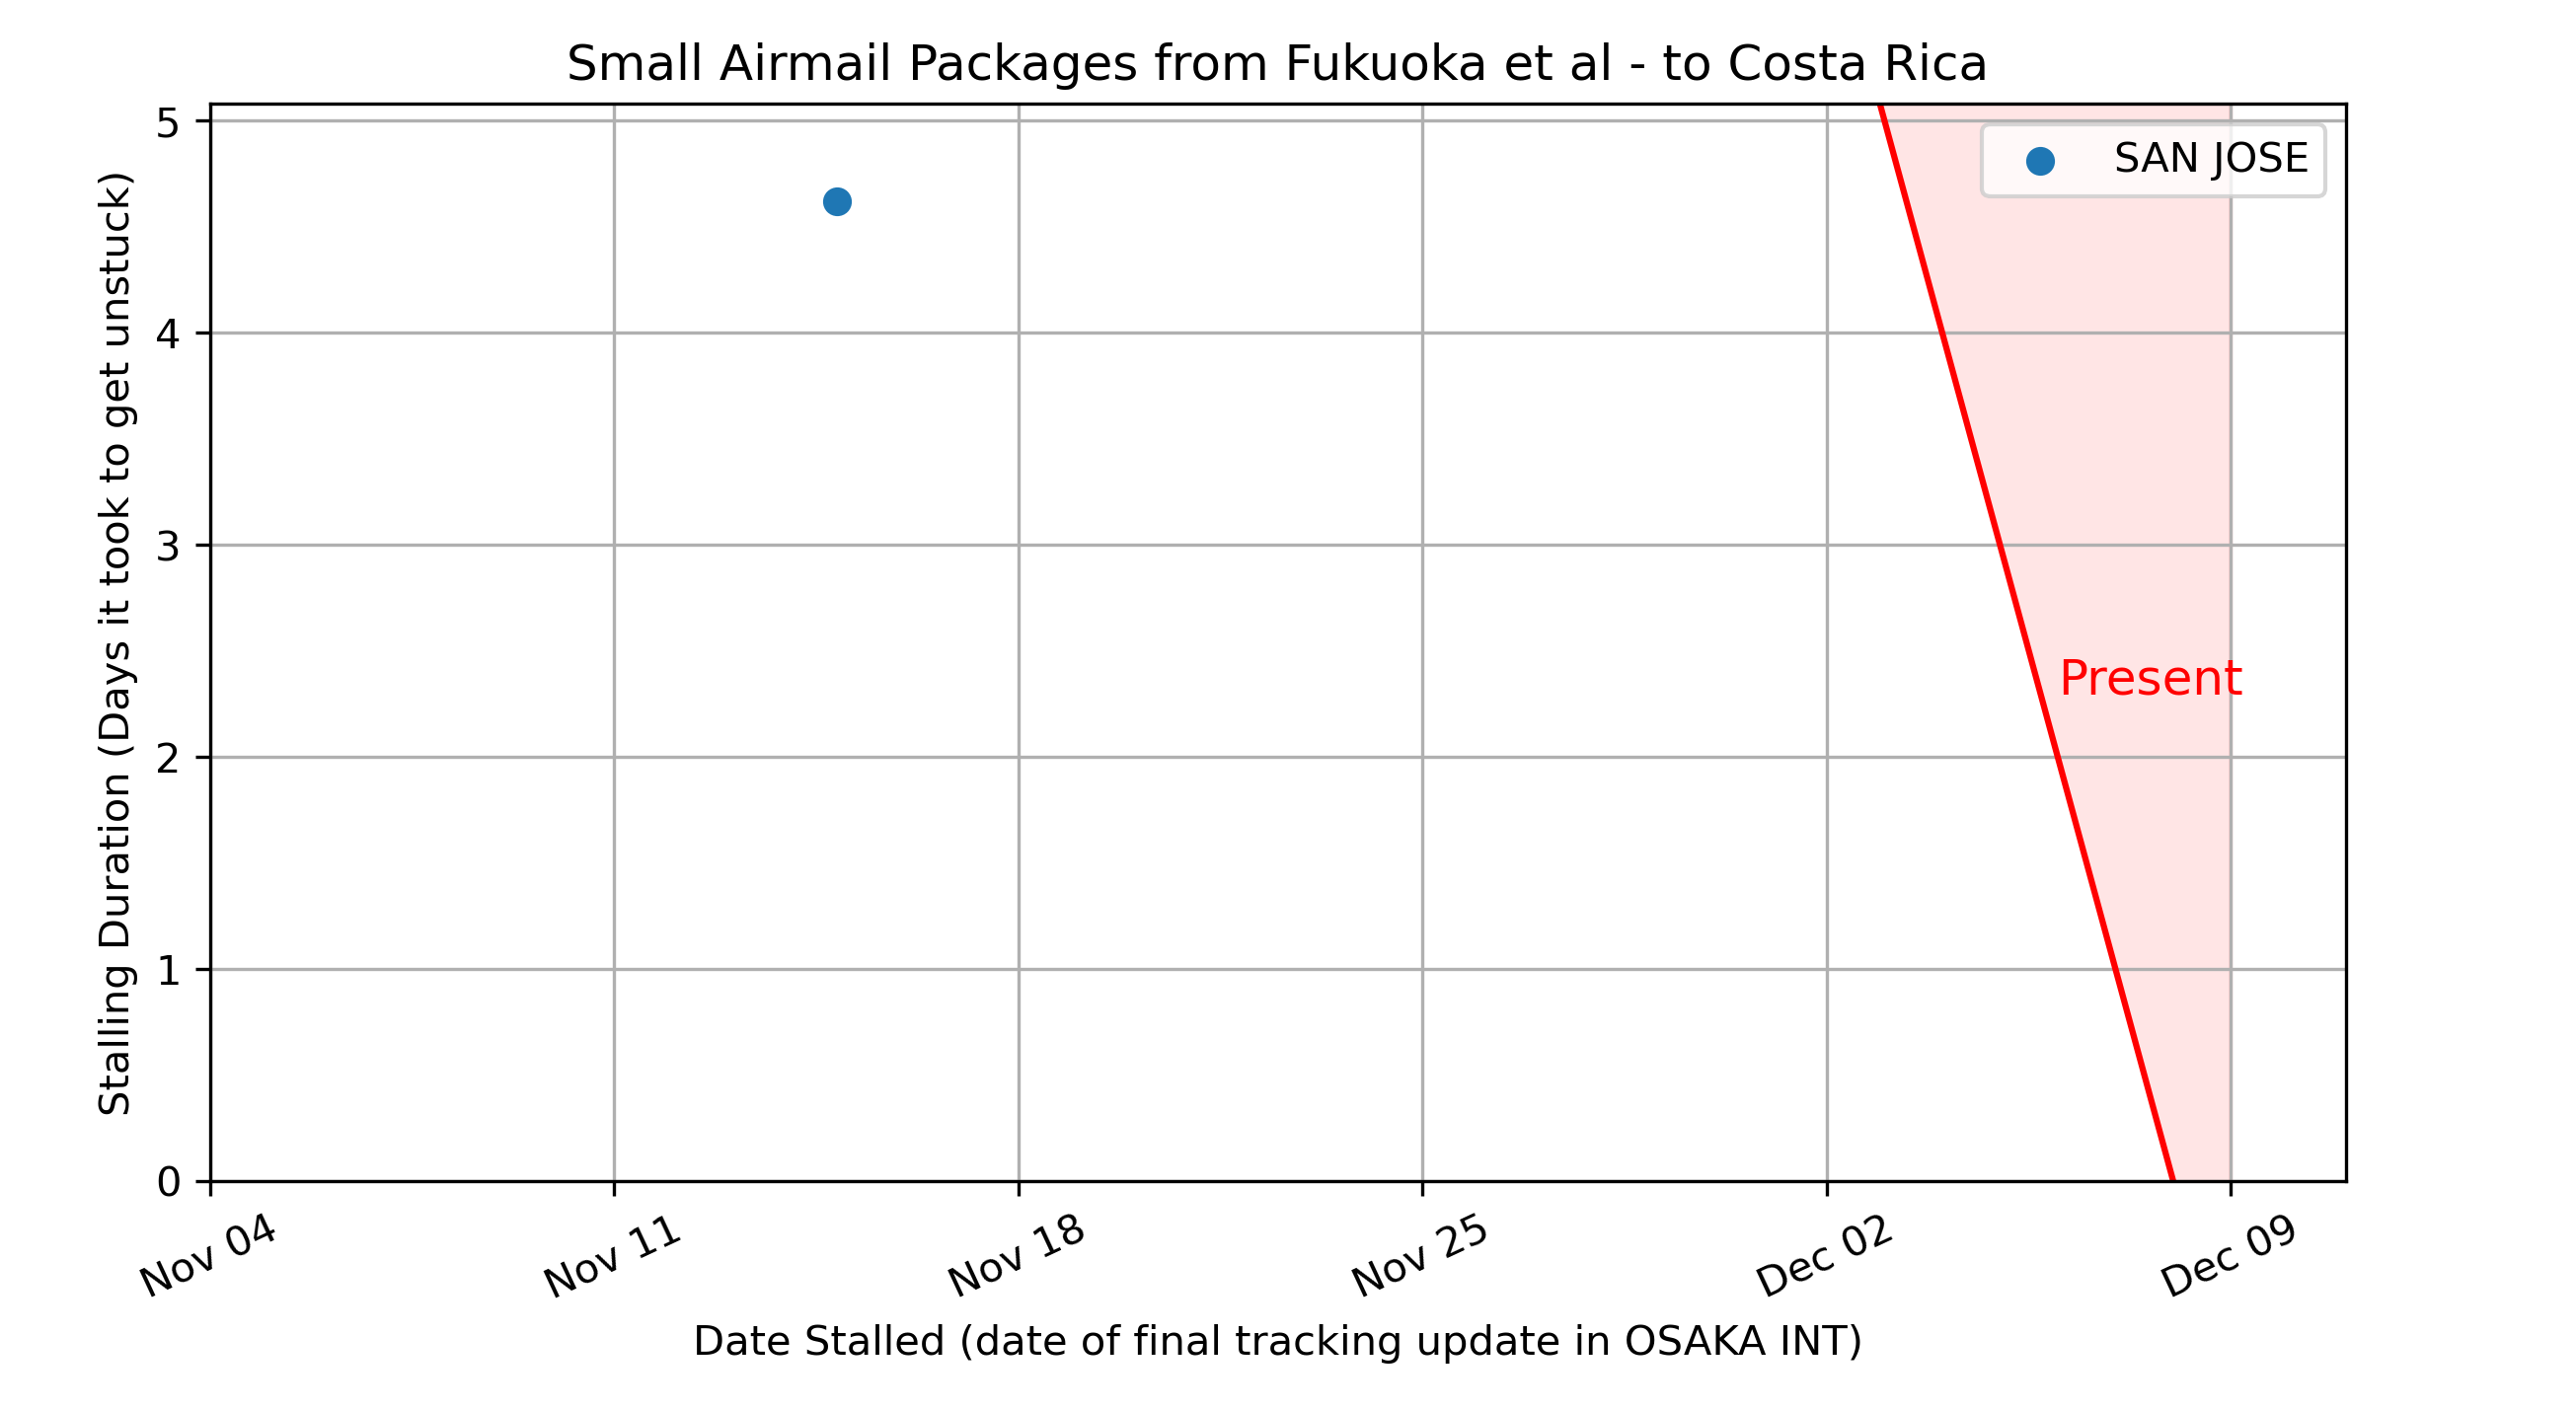 Small Airmail Packages from Fukuoka et al - to Costa Rica
SAN JOSE
Present
Stalling Duration (Days it took to get unstuck)
5
4
3
2
1
0
Nov 04
Nov 11
Nov 18
Nov 25
Dec 02
Dec 09
Date Stalled (date of final tracking update in OSAKA INT)